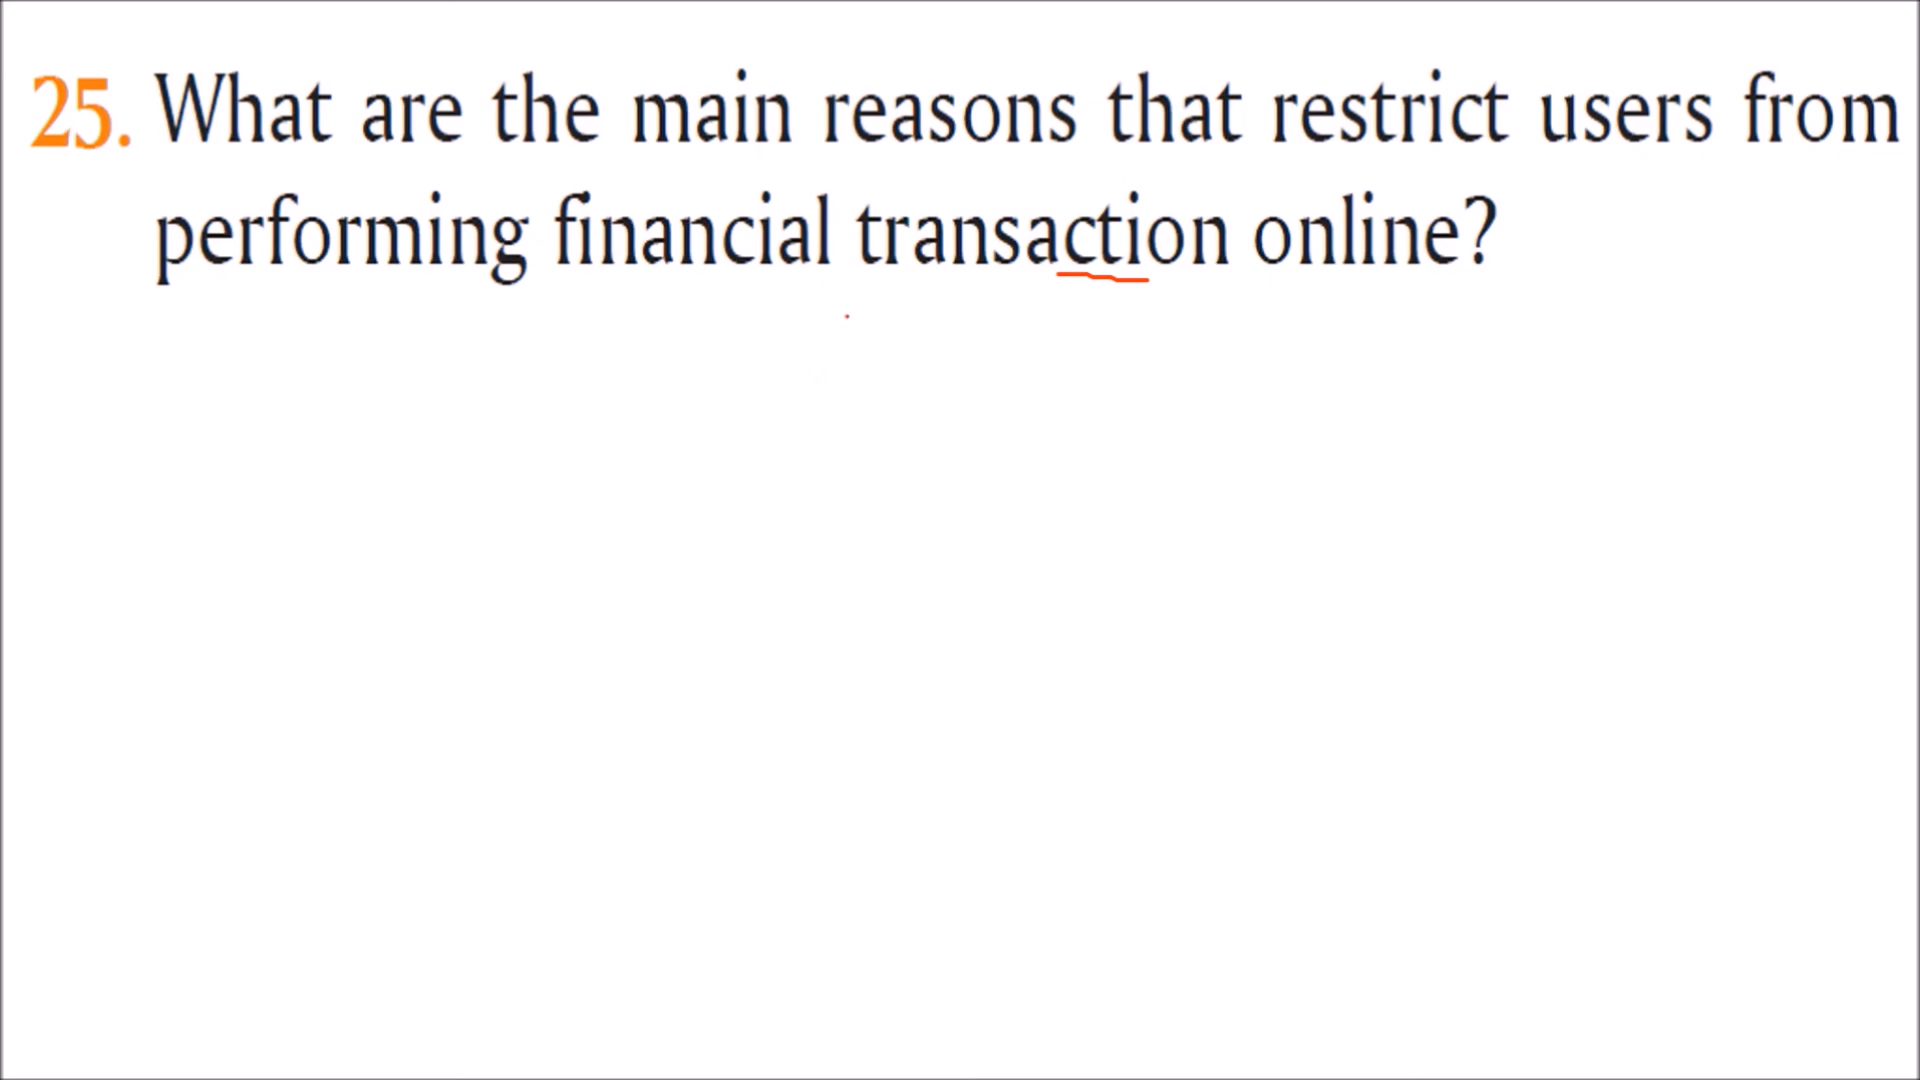 25. What are the main reasons that restrict users from
performing financial transaction online?